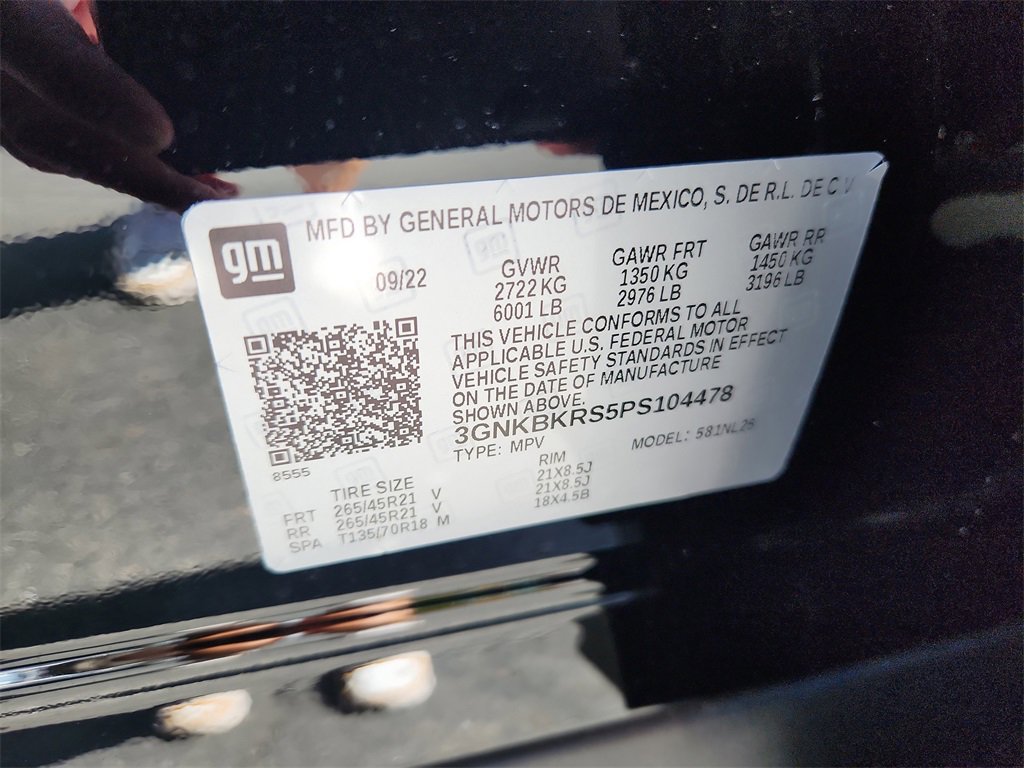 gm
MFD BY GENERAL MOTORS DE MEXICO, S. DE R.L. DE C V
09/22
GVWR
2722 KG
6001 LB
GAWR FRT
1350 KG
2976 LB
GAWR RR
1450 KG
3196 LB
THIS VEHICLE CONFORMS TO ALL
APPLICABLE U.S. FEDERAL MOTOR
VEHICLE SAFETY STANDARDS IN EFFECT
ON THE DATE OF MANUFACTURE
SHOWN ABOVE.
3GNKBKRS5PS104478
TYPE: MPV
MODEL: 581NL26
8555
TIRE SIZE
RIM
FRT 265/45R21 V 21X8.5J
RR 265/45R21 V 21X8.5J
SPA T135/70R18 M 18X4.5B